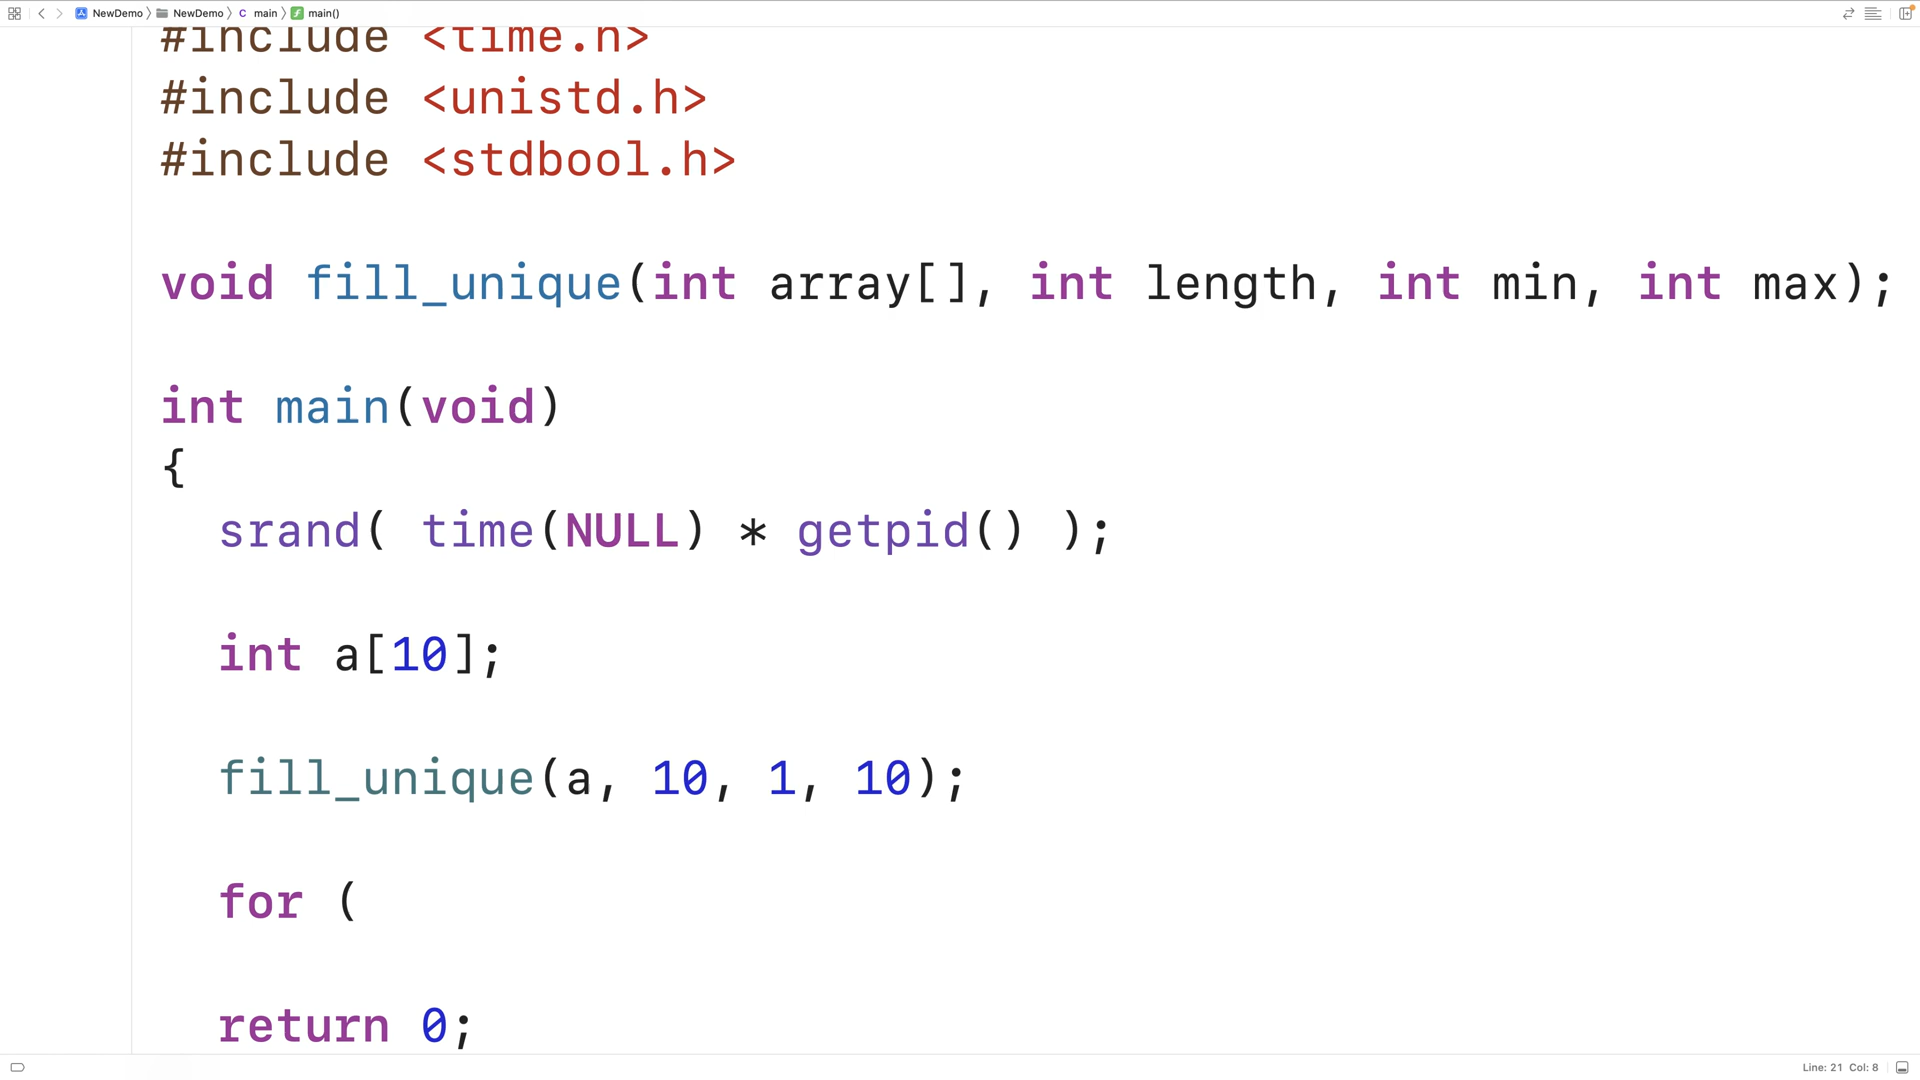 NewDemo NewDemo C main f main()
#include <time.h>
#include <unistd.h>
#include <stdbool.h>
void fill_unique(int array[], int length, int min, int max);
int main(void)
{
srand( time(NULL) * getpid() );
int a[10];
fill_unique(a, 10, 1, 10);
for (
return 0;
Line: 21 Col: 8